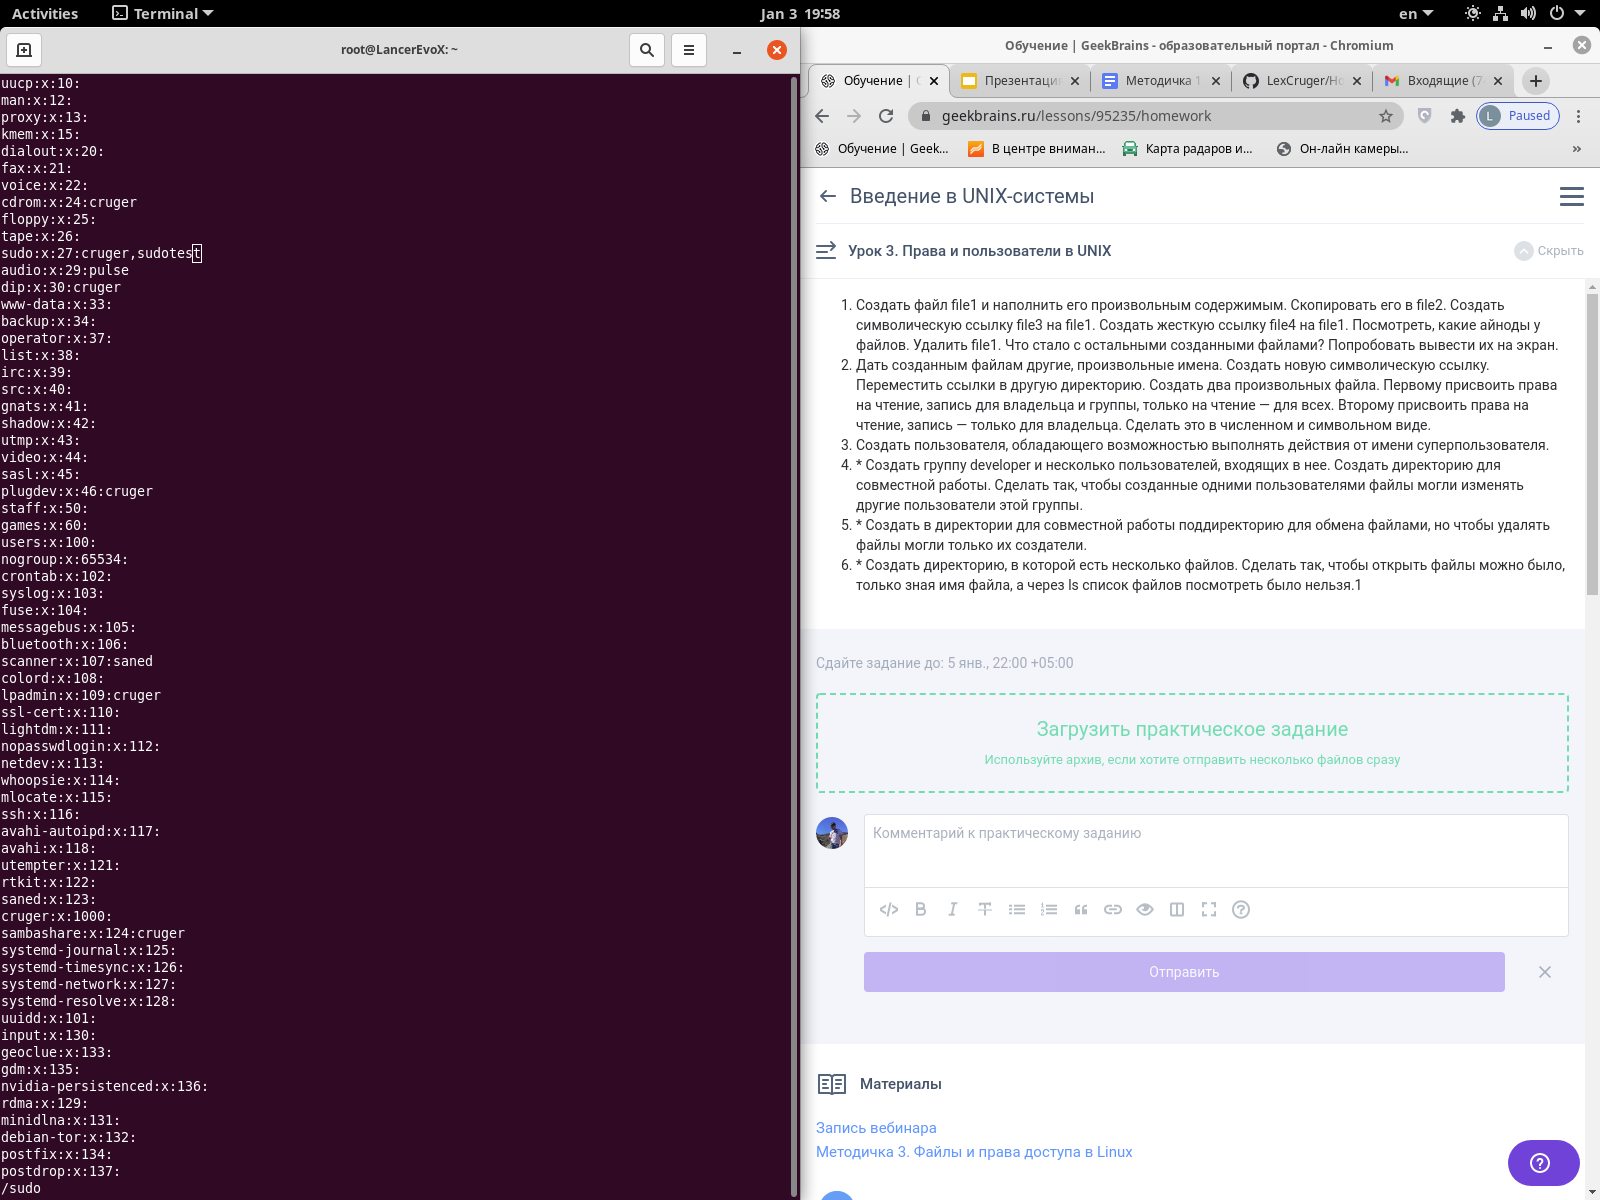 Activities
Terminal
Jan 3 19:58
en
root@LancerEvoX: ~
uucp:x:10:
man:x:12:
proxy:x:13:
kmem:x:15:
dialout:x:20:
fax:x:21:
voice:x:22:
cdrom:x:24:cruger
floppy:x:25:
tape:x:26:
sudo:x:27:cruger,sudotest
audio:x:29:pulse
dip:x:30:cruger
www-data:x:33:
backup:x:34:
operator:x:37:
list:x:38:
irc:x:39:
src:x:40:
gnats:x:41:
shadow:x:42:
utmp:x:43:
video:x:44:
sasl:x:45:
plugdev:x:46:cruger
staff:x:50:
games:x:60:
users:x:100:
nogroup:x:65534:
crontab:x:102:
syslog:x:103:
fuse:x:104:
messagebus:x:105:
bluetooth:x:106:
scanner:x:107:saned
colord:x:108:
lpadmin:x:109:cruger
ssl-cert:x:110:
lightdm:x:111:
nopasswdlogin:x:112:
netdev:x:113:
whoopsie:x:114:
mlocate:x:115:
ssh:x:116:
avahi-autoipd:x:117:
avahi:x:118:
utempter:x:121:
rtkit:x:122:
saned:x:123:
cruger:x:1000:
sambashare:x:124:cruger
systemd-journal:x:125:
systemd-timesync:x:126:
systemd-network:x:127:
systemd-resolve:x:128:
uuidd:x:101:
input:x:130:
geoclue:x:133:
gdm:x:135:
nvidia-persistenced:x:136:
rdma:x:129:
minidlna:x:131:
debian-tor:x:132:
postfix:x:134:
postdrop:x:137:
/sudo
Обучение | GeekBrains - образовательный портал - Chromium
Обучение |
Презентаци
Методичка 1
LexCruger/Ho
Входящие (7
geekbrains.ru/lessons/95235/homework
L Paused
Обучение | Geek...
В центре вниман...
Карта радаров и...
Он-лайн камеры...
»
Введение в UNIX-системы
Урок 3. Права и пользователи в UNIX
Скрыть
1. Создать файл file1 и наполнить его произвольным содержимым. Скопировать его в file2. Создать
символическую ссылку file3 на file1. Создать жесткую ссылку file4 на file1. Посмотреть, какие айноды у
файлов. Удалить file1. Что стало с остальными созданными файлами? Попробовать вывести их на экран.
2. Дать созданным файлам другие, произвольные имена. Создать новую символическую ссылку.
Переместить ссылки в другую директорию. Создать два произвольных файла. Первому присвоить права
на чтение, запись для владельца и группы, только на чтение — для всех. Второму присвоить права на
чтение, запись — только для владельца. Сделать это в численном и символьном виде.
3. Создать пользователя, обладающего возможностью выполнять действия от имени суперпользователя.
4. * Создать группу developer и несколько пользователей, входящих в нее. Создать директорию для
совместной работы. Сделать так, чтобы созданные одними пользователями файлы могли изменять
другие пользователи этой группы.
5. * Создать в директории для совместной работы поддиректорию для обмена файлами, но чтобы удалять
файлы могли только их создатели.
6. * Создать директорию, в которой есть несколько файлов. Сделать так, чтобы открыть файлы можно было,
только зная имя файла, а через ls список файлов посмотреть было нельзя.1
Сдайте задание до: 5 янв., 22:00 +05:00
Загрузить практическое задание
Используйте архив, если хотите отправить несколько файлов сразу
Комментарий к практическому заданию
Отправить
Материалы
Запись вебинара
Методичка 3. Файлы и права доступа в Linux